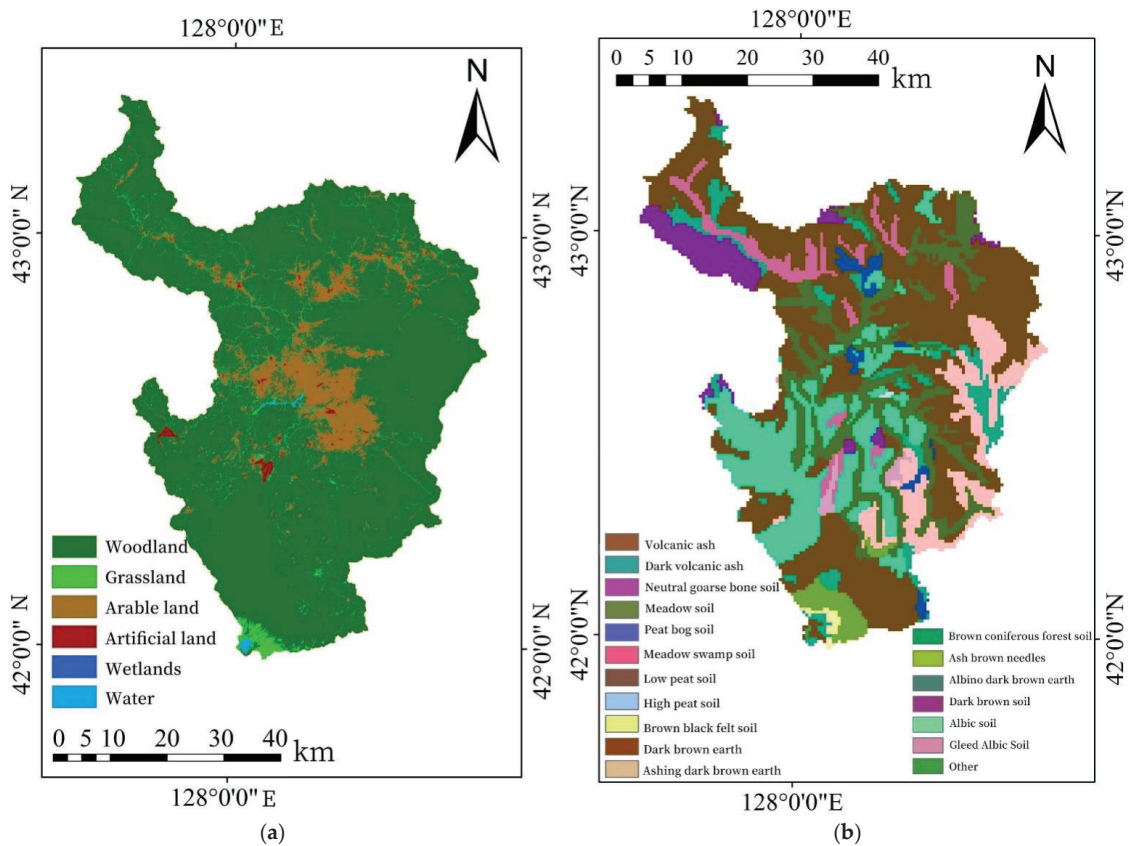 128°0'0" E
N
43°0'0" N
43°0'0" N
42°0'0" N
42°0'0" N
Woodland
Grassland
Arable land
Artificial land
Wetlands
Water
0 5 10 20 30 40
km
128°0'0" E
(a)
128°0'0" E
0 5 10 20 30 40
km
N
43°0'0"N
43°0'0"N
42°0'0"N
42°0'0"N
Volcanic ash
Dark volcanic ash
Neutral goarse bone soil
Meadow soil
Peat bog soil
Meadow swamp soil
Low peat soil
High peat soil
Brown black felt soil
Dark brown earth
Ashing dark brown earth
Brown coniferous forest soil
Ash brown needles
Albino dark brown earth
Dark brown soil
Albic soil
Gleed Albic Soil
Other
128°0'0"E
(b)